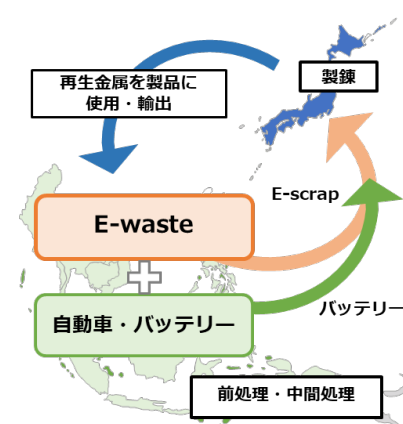 製錬
再生金属を製品に
使用・輸出
E-scrap
E-waste
バッテリー
自動車・バッテリー
前処理・中間処理